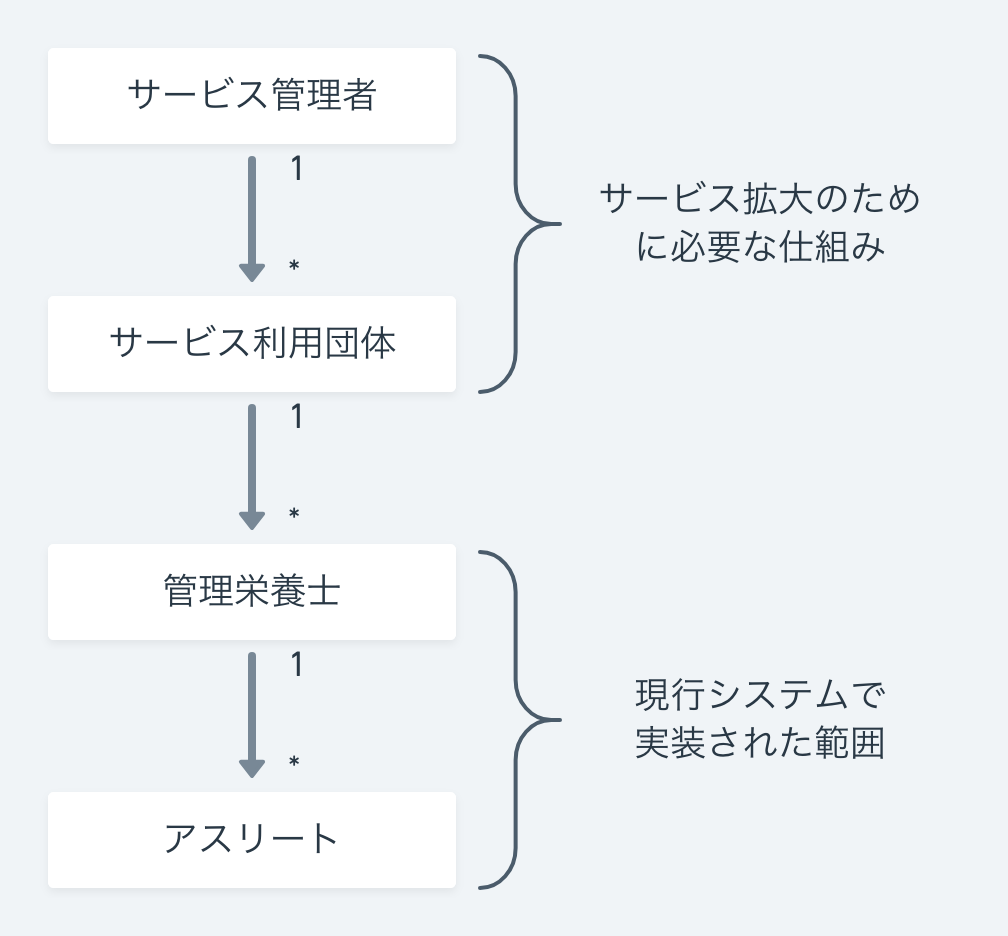 サービス管理者
1
*
サービス拡大のため
に必要な仕組み
サービス利用団体
1
*
管理栄養士
1
*
現行システムで
実装された範囲
アスリート